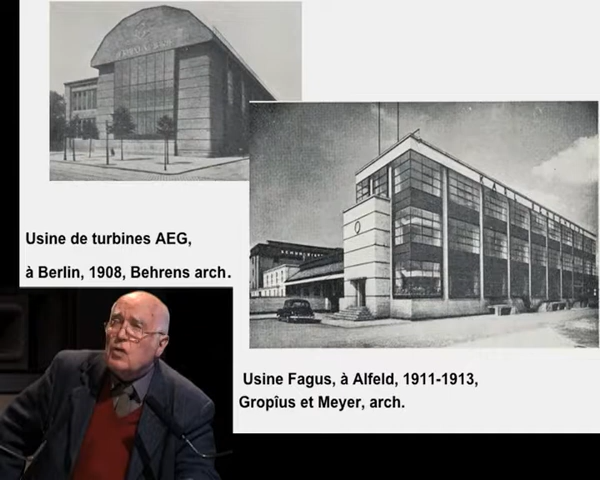 Usine de turbines AEG,
à Berlin, 1908, Behrens arch.
Usine Fagus, à Alfeld, 1911-1913,
Gropîus et Meyer, arch.